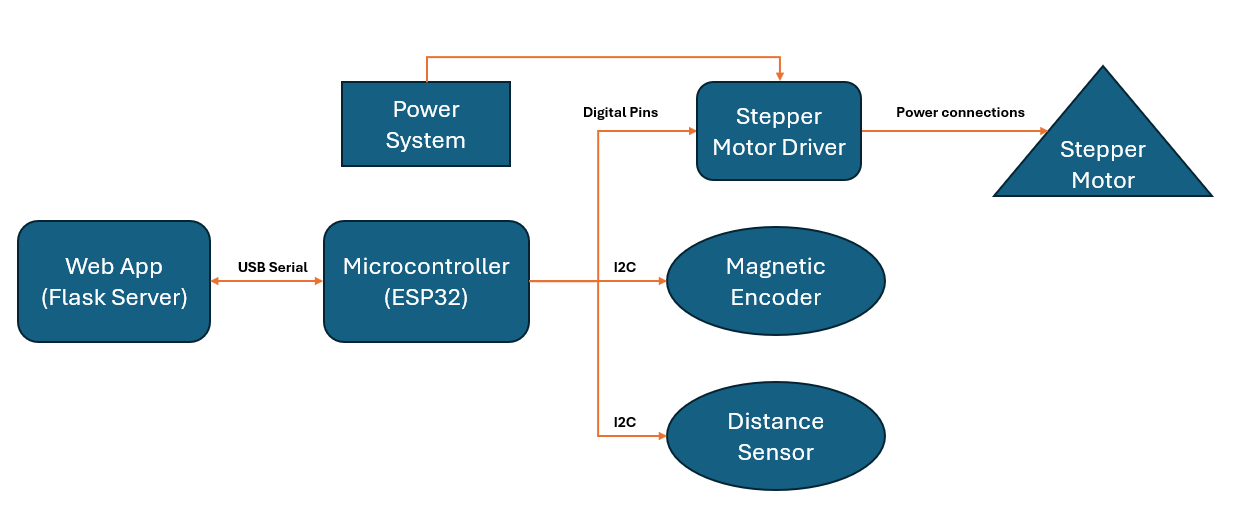 Power
System
Digital Pins
Stepper
Motor Driver
Power connections
Stepper
Motor
Web App
(Flask Server)
USB Serial
Microcontroller
(ESP32)
I2C
Magnetic
Encoder
I2C
Distance
Sensor